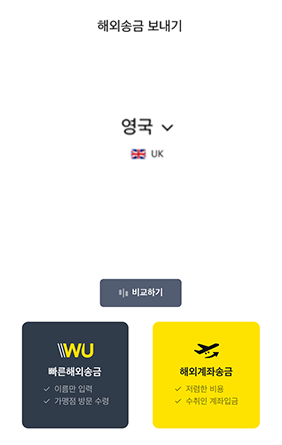 해외송금 보내기
영국
UK
비교하기
WU
빠른해외송금
✓ 이름만 입력
✓ 가맹점 방문 수령
해외계좌송금
✓ 저렴한 비용
✓ 수취인 계좌입금